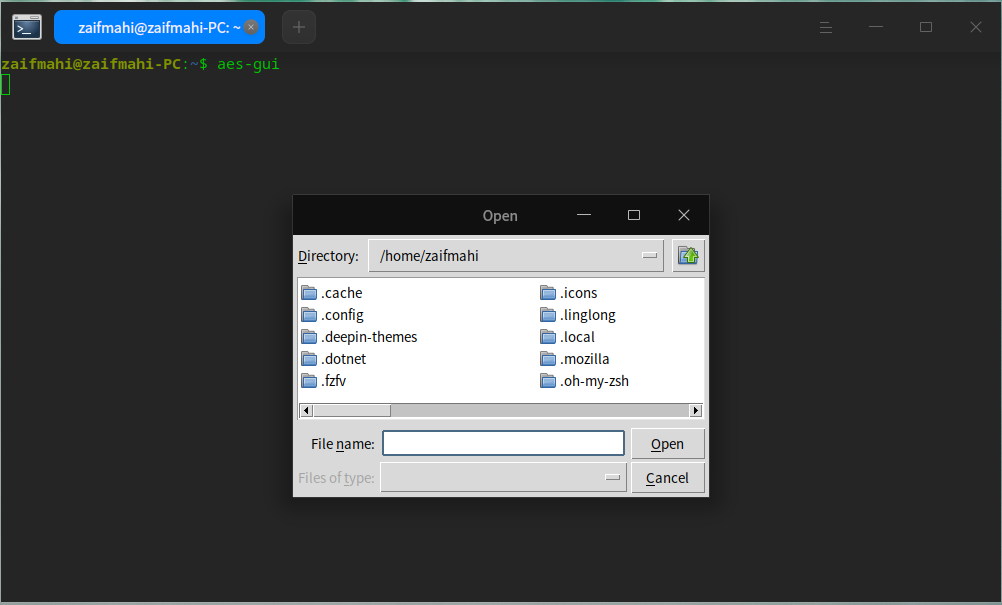 zaifmahi@zaifmahi-PC: ~
zaifmahi@zaifmahi-PC:~$ aes-gui
Open
Directory: /home/zaifmahi
.cache .icons
.config .linglong
.deepin-themes .local
.dotnet .mozilla
.fzfv .oh-my-zsh
File name: Open
Files of type: Cancel